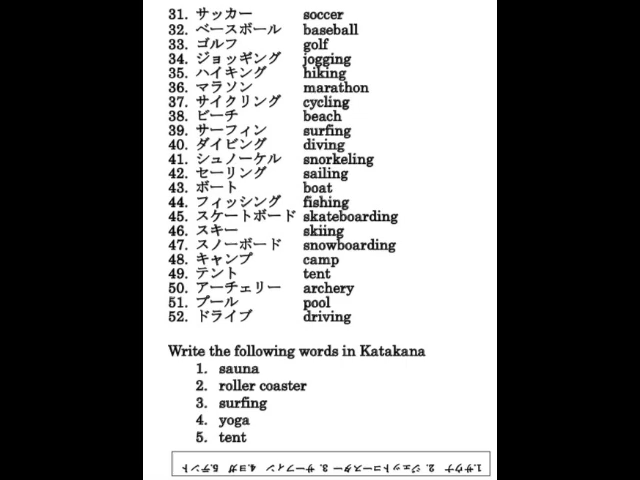 31. サッカー soccer
32. ベースボール baseball
33. ゴルフ golf
34. ジョッギング jogging
35. ハイキング hiking
36. マラソン marathon
37. サイクリング cycling
38. ビーチ beach
39. サーフィン surfing
40. ダイビング diving
41. シュノーケル snorkeling
42. セーリング sailing
43. ボート boat
44. フィッシング fishing
45. スケートボード skateboarding
46. スキー skiing
47. スノーボード snowboarding
48. キャンプ camp
49. テント tent
50. アーチェリー archery
51. プール pool
52. ドライブ driving
Write the following words in Katakana
1. sauna
2. roller coaster
3. surfing
4. yoga
5. tent
1.サウナ 2. ジェットコースター 3. サーフィン 4.ヨガ 5.テント